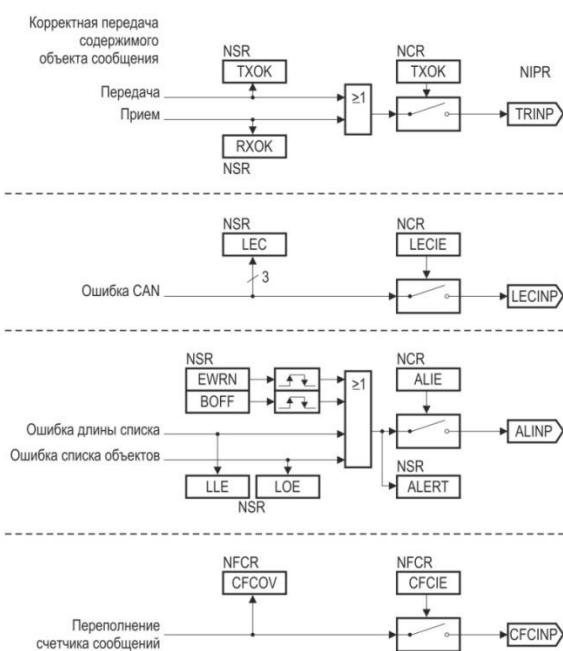 Корректная передача
содержимого
объекта сообщения
NSR
NCR
TXOK
TXOK
NIPR
Передача
≥1
Прием
TRINP
RXOK
NSR
NSR
NCR
LEC
LECIE
3
Ошибка CAN
LECINP
NSR
NCR
EWRN
≥1
ALIE
BOFF
Ошибка длины списка
ALINP
Ошибка списка объектов
NSR
LLE
LOE
ALERT
NSR
NFCR
NFCR
CFCOV
CFCIE
Переполнение
счетчика сообщений
CFCINP